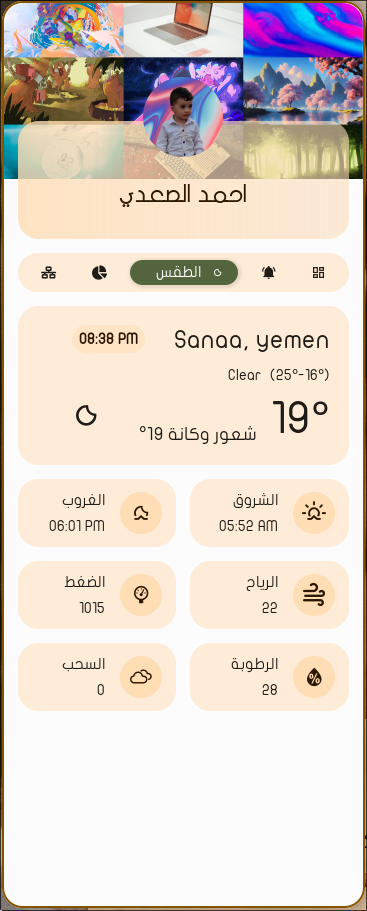 احمد الصعدي
الطقس
Sanaa, yemen
08:38 PM
Clear (25°-16°)
19°
شعور وكانة 19°
الشروق
05:52 AM
الغروب
06:01 PM
الرياح
22
الضغط
1015
الرطوبة
28
السحب
0